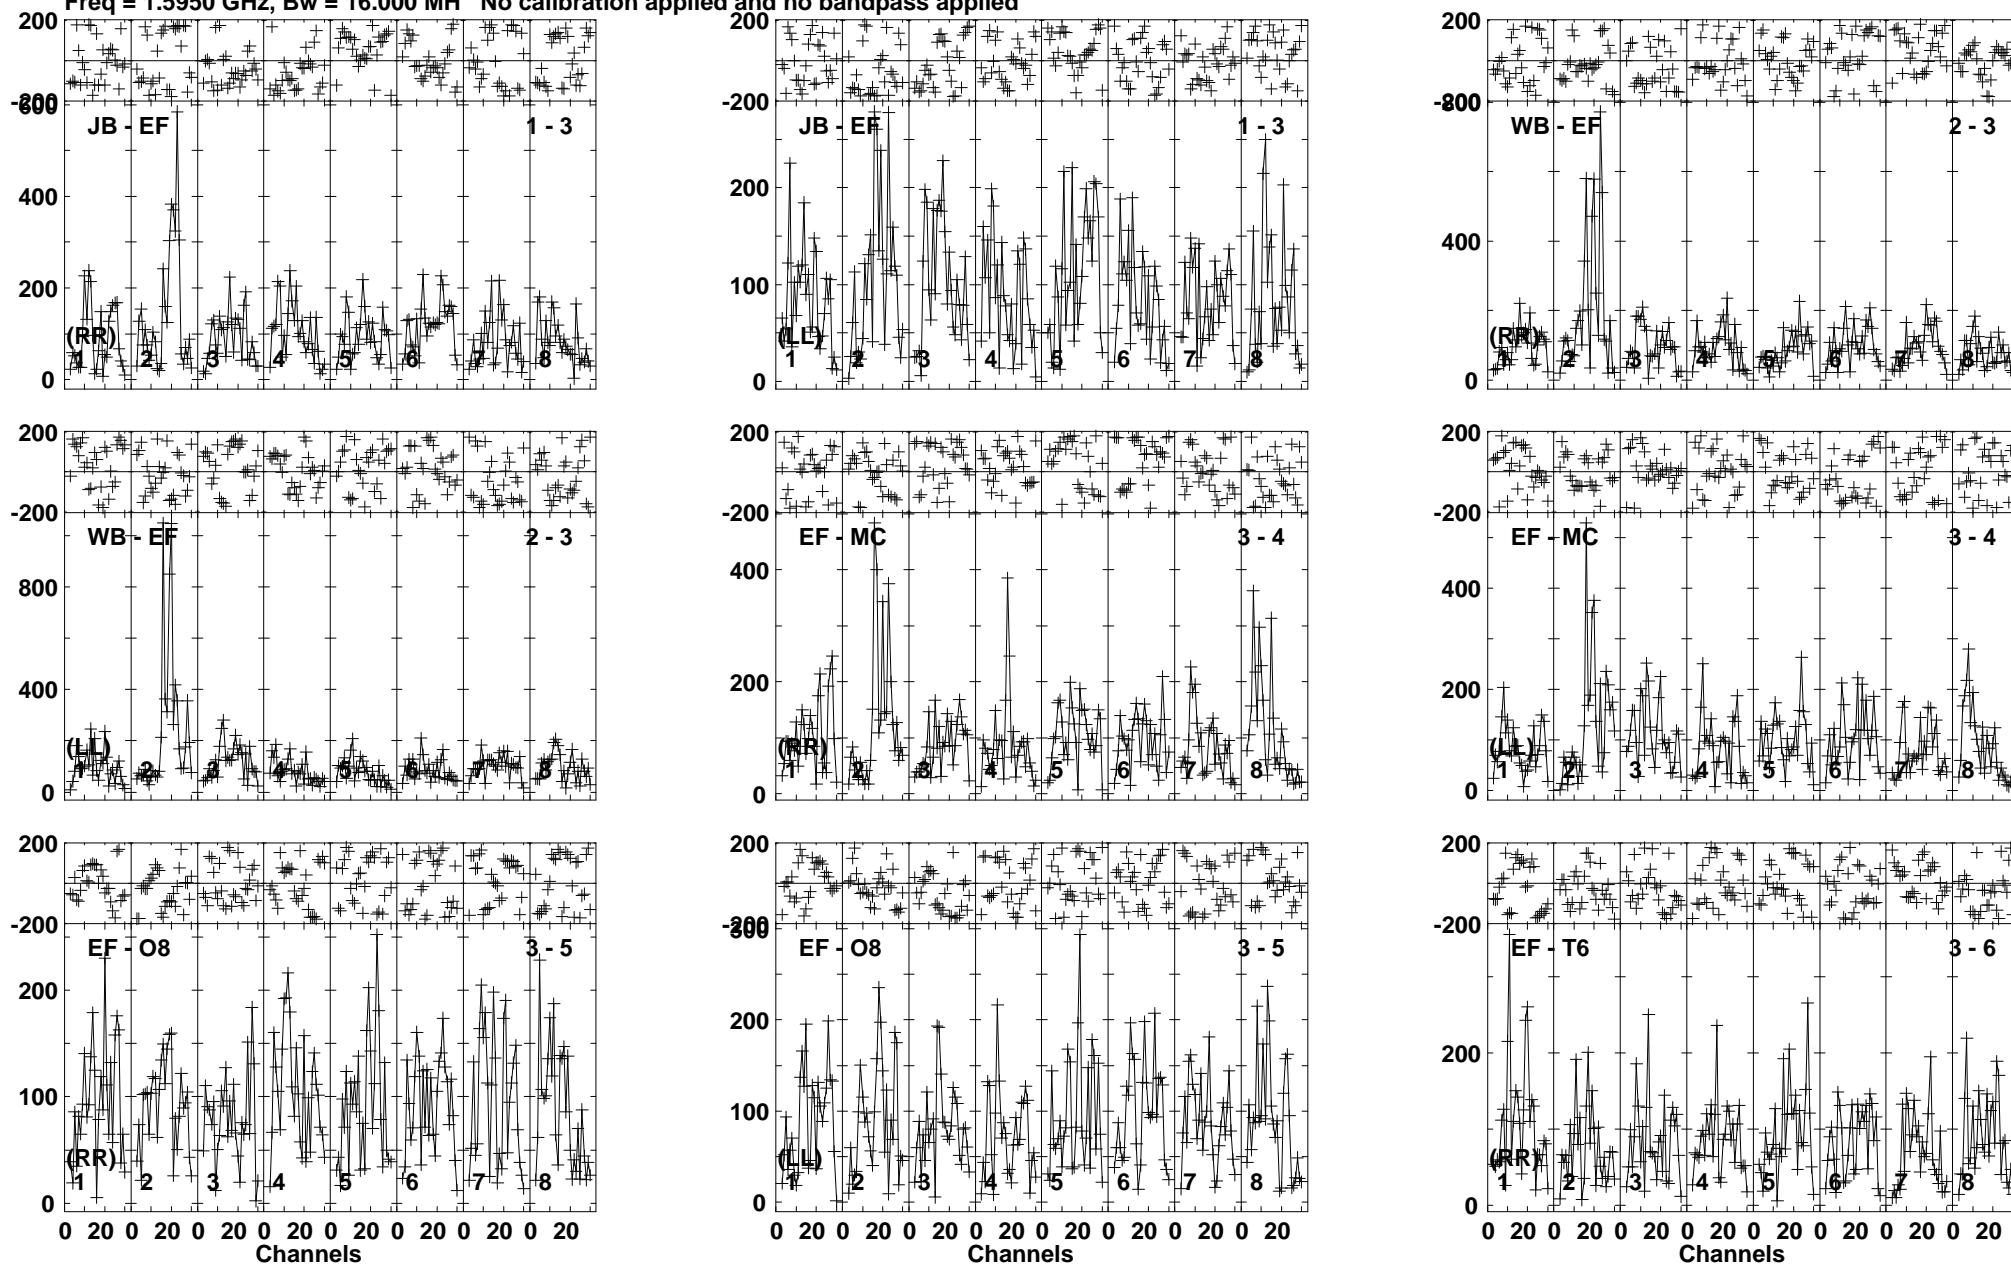 Freq = 1.5950 GHz, Bw = 16.000 MH No calibration applied and no bandpass applied
200 200 200
-200 -200 -200
600 800
JB - EF 1 - 3 JB - EF 1 - 3 WB - EF 2 - 3
400 200 400
200 100
(RR) (LL) (RR)
1 2 3 4 5 6 7 8 1 2 3 4 5 6 7 8 1 2 3 4 5 6 7 8
0 0 0
200 200 200
-200 -200 -200
WB - EF 2 - 3 EF - MC 3 - 4 EF - MC 3 - 4
800 400 400
400 200 200
(LL) (RR) (LL)
1 2 3 4 5 6 7 8 1 2 3 4 5 6 7 8 1 2 3 4 5 6 7 8
0 0 0
200 200 200
-200 -200 -200
300
EF - O8 3 - 5 EF - O8 3 - 5 EF - T6 3 - 6
200 200 200
100 100
(RR) (LL) (RR)
1 2 3 4 5 6 7 8 1 2 3 4 5 6 7 8 1 2 3 4 5 6 7 8
0 0 0
0 20 0 20 0 20 0 20 0 20 0 20 0 20 0 20 0 20 0 20 0 20 0 20 0 20 0 20 0 20 0 20 0 20 0 20 0 20 0 20 0 20 0 20 0 20 0 20
Channels Channels Channels